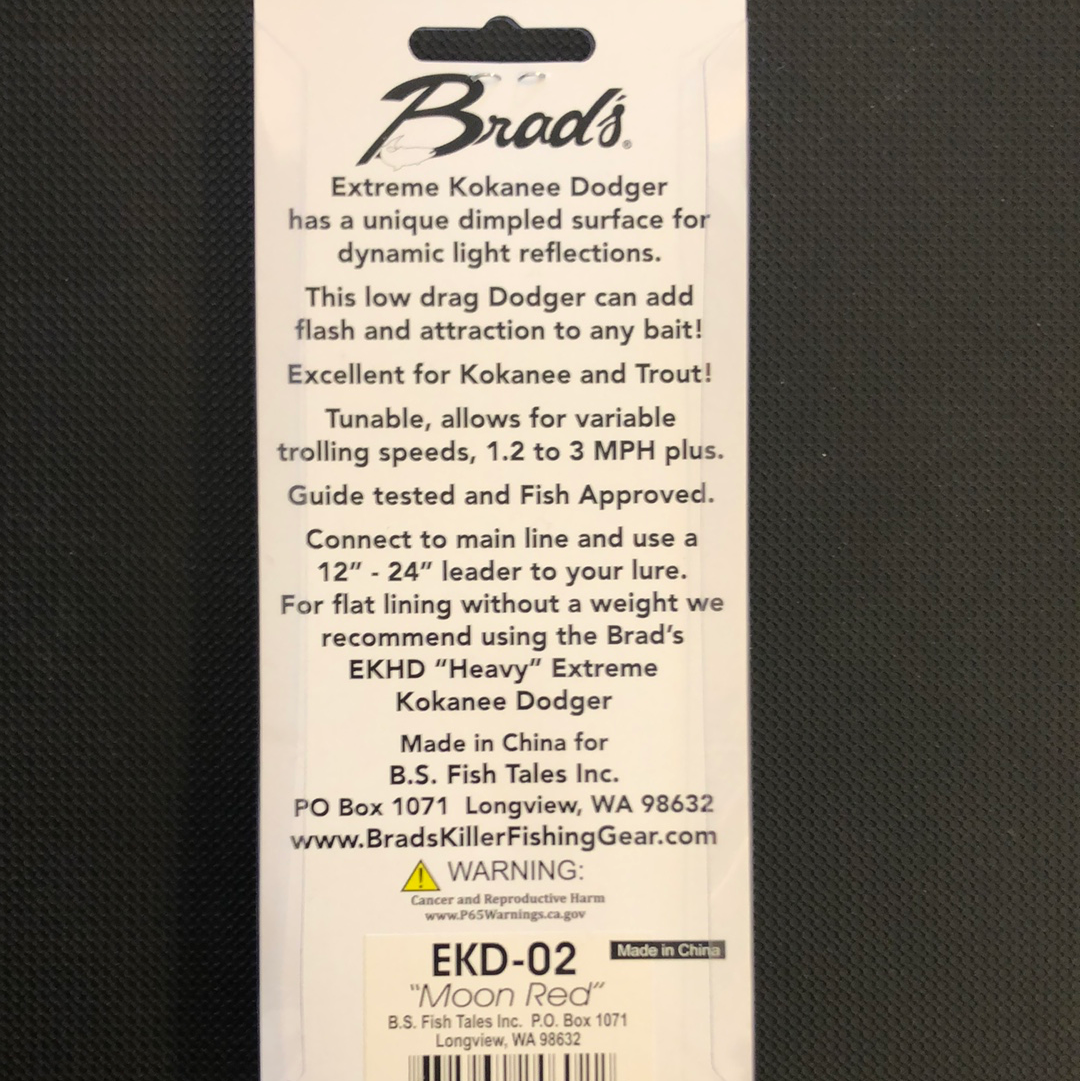 Brad's®
Extreme Kokanee Dodger
has a unique dimpled surface for
dynamic light reflections.
This low drag Dodger can add
flash and attraction to any bait!
Excellent for Kokanee and Trout!
Tunable, allows for variable
trolling speeds, 1.2 to 3 MPH plus.
Guide tested and Fish Approved.
Connect to main line and use a
12” - 24” leader to your lure.
For flat lining without a weight we
recommend using the Brad’s
EKHD “Heavy” Extreme
Kokanee Dodger
Made in China for
B.S. Fish Tales Inc.
PO Box 1071 Longview, WA 98632
www.BradsKillerFishingGear.com
WARNING:
Cancer and Reproductive Harm
www.P65Warnings.ca.gov
EKD-02
Made in China
“Moon Red”
B.S. Fish Tales Inc. P.O. Box 1071
Longview, WA 98632